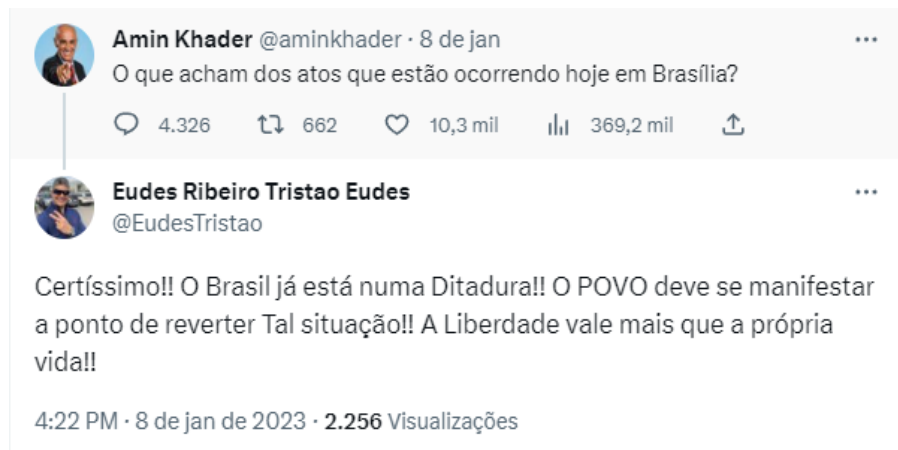 Amin Khader @aminkhader · 8 de jan
O que acham dos atos que estão ocorrendo hoje em Brasília?
4.326 662 10,3 mil 369,2 mil
Eudes Ribeiro Tristao Eudes
@EudesTristao
Certíssimo!! O Brasil já está numa Ditadura!! O POVO deve se manifestar
a ponto de reverter Tal situação!! A Liberdade vale mais que a própria
vida!!
4:22 PM · 8 de jan de 2023 · 2.256 Visualizações